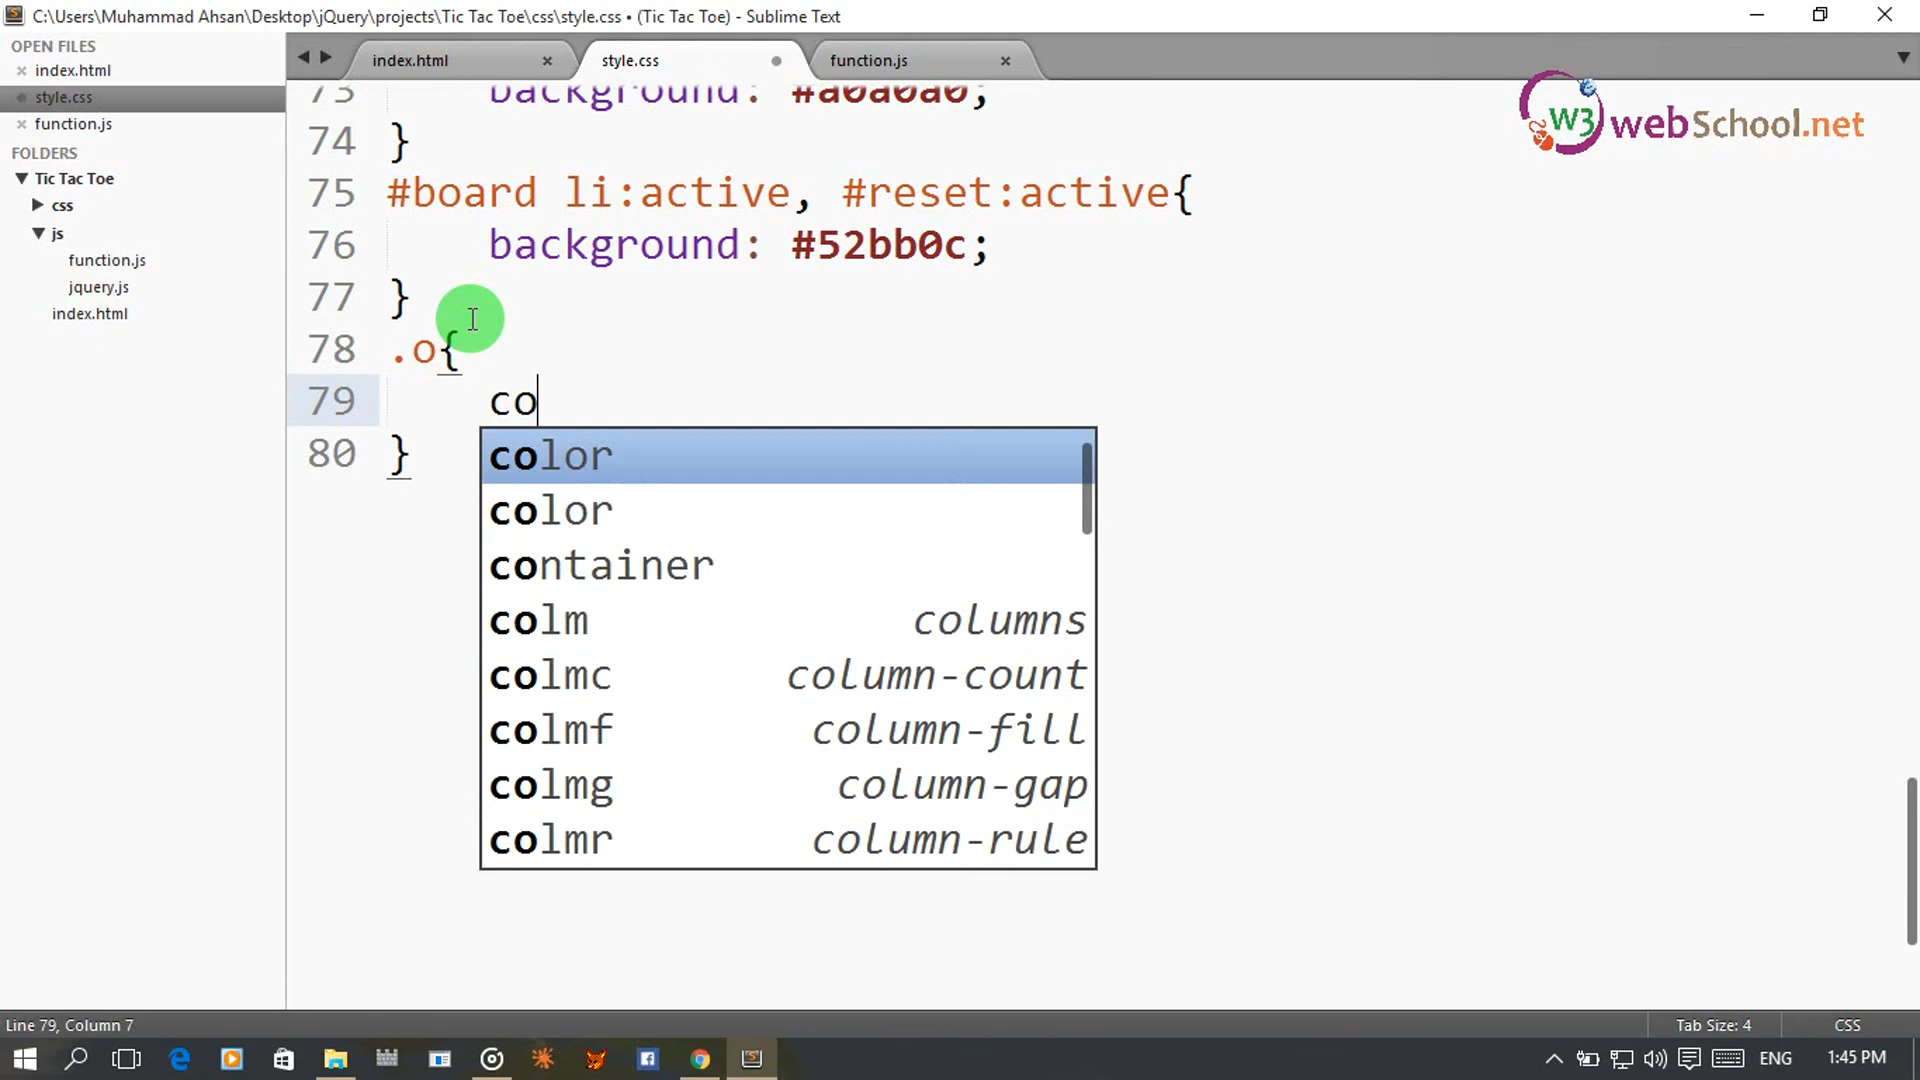 C:\Users\Muhammad Ahsan\Desktop\jQuery\projects\Tic Tac Toe\css\style.css • (Tic Tac Toe) - Sublime Text
OPEN FILES
index.html
style.css
function.js
FOLDERS
Tic Tac Toe
css
js
function.js
jquery.js
index.html
index.html
style.css
function.js
W3 webSchool.net
73 background: #a0a0a0;
74 }
75 #board li:active, #reset:active{
76 background: #52bb0c;
77 }
78 .o{
79 co
80 }
color
color
container
colm columns
colmc column-count
colmf column-fill
colmg column-gap
colmr column-rule
Line 79, Column 7
Tab Size: 4
CSS
ENG
1:45 PM